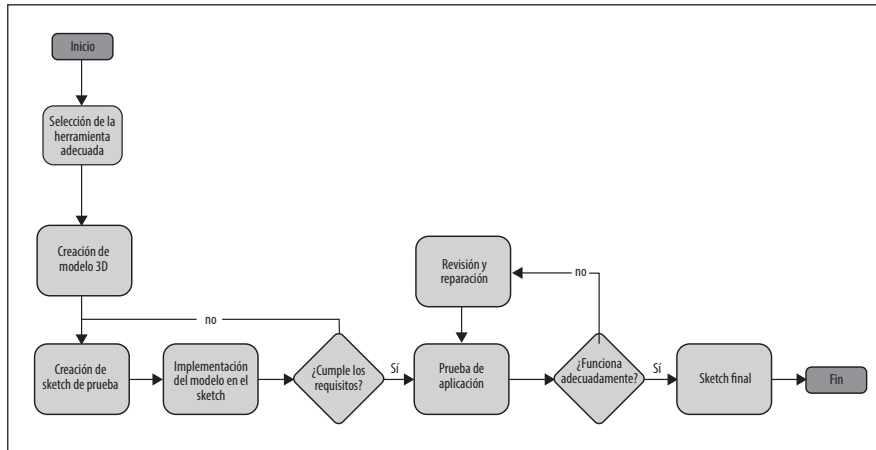 Inicio
Selección de la
herramienta
adecuada
Creación de
modelo 3D
Creación de
sketch de prueba
Implementación
del modelo en el
sketch
¿Cumple los
requisitos?
no
Sí
Revisión y
reparación
Prueba de
aplicación
¿Funciona
adecuadamente?
no
Sí
Sketch final
Fin